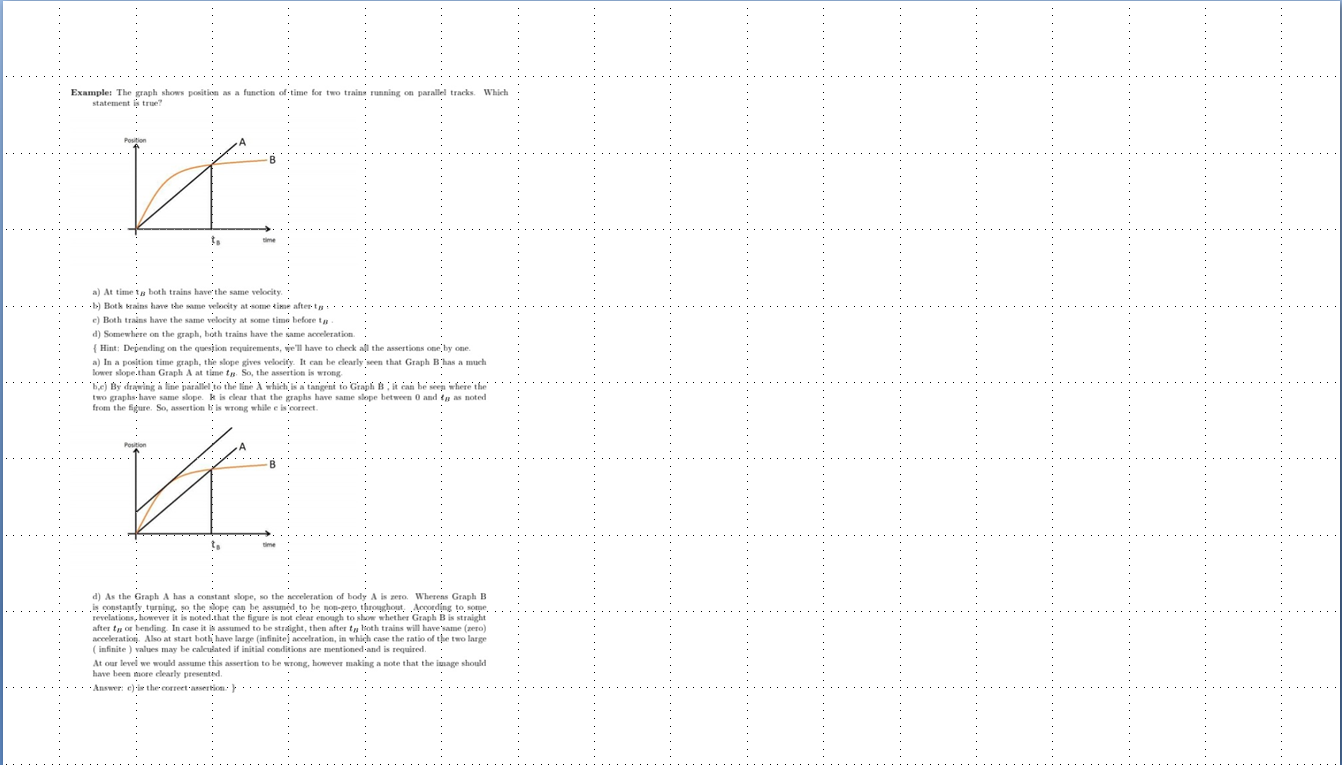 Example: The graph shows position as a function of time for two trains running on parallel tracks. Which
statement is true?
Position
A
B
t B
time
a) At time t_B both trains have the same velocity.
b) Both trains have the same velocity at some time after t_B .
c) Both trains have the same velocity at some time before t_B .
d) Somewhere on the graph, both trains have the same acceleration.
{ Hint: Depending on the question requirements, we'll have to check all the assertions one by one.
a) In a position time graph, the slope gives velocity. It can be clearly seen that Graph B has a much
lower slope than Graph A at time t_B. So, the assertion is wrong.
b,c) By drawing a line parallel to the line A which is a tangent to Graph B , it can be seen where the
two graphs have same slope. It is clear that the graphs have same slope between 0 and t_B as noted
from the figure. So, assertion b is wrong while c is correct.
Position
A
B
t B
time
d) As the Graph A has a constant slope, so the acceleration of body A is zero. Whereas Graph B
is constantly turning, so the slope can be assumed to be non-zero throughout. According to some
revelations, however it is noted that the figure is not clear enough to show whether Graph B is straight
after t_B or bending. In case it is assumed to be straight, then after t_B both trains will have same (zero)
acceleration. Also at start both have large (infinite) accelration, in which case the ratio of the two large
( infinite ) values may be calculated if initial conditions are mentioned and is required.
At our level we would assume this assertion to be wrong, however making a note that the image should
have been more clearly presented.
Answer: c) is the correct assertion. }